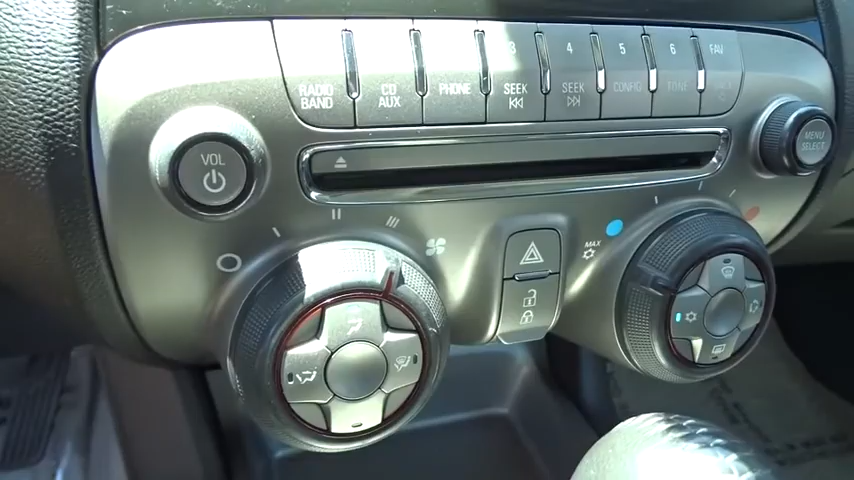 RADIO
BAND
CD
AUX
PHONE
3
SEEK
4
SEEK
5
CONFIG
6
TONE
FAV
VOL
MENU
SELECT
MAX